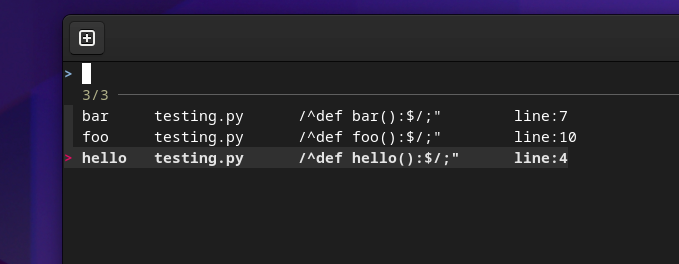 >
3/3
bar testing.py /^def bar():$/;" line:7
foo testing.py /^def foo():$/;" line:10
> hello testing.py /^def hello():$/;" line:4